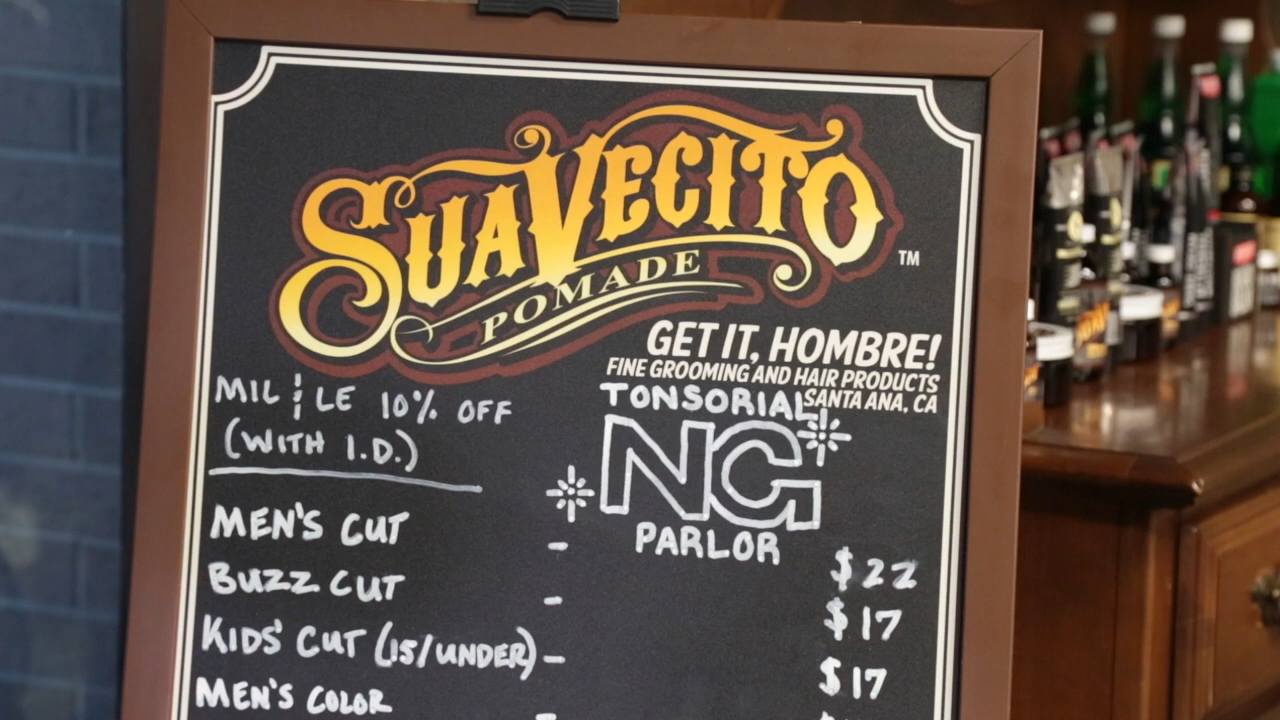 SUAVECITO
POMADE
TM
GET IT, HOMBRE!
FINE GROOMING AND HAIR PRODUCTS
SANTA ANA, CA
MIL & LE 10% OFF
(WITH I.D.)
TONSORIAL
NG
PARLOR
MEN'S CUT - $22
BUZZ CUT - $17
KIDS' CUT (15/UNDER) - $17
MEN'S COLOR